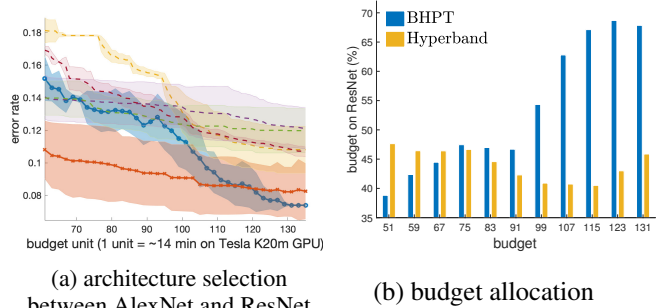 0.18
0.16
0.14
0.12
0.1
0.08
error rate
70 80 90 100 110 120 130
budget unit (1 unit = ~14 min on Tesla K20m GPU)
(a) architecture selection
between AlexNet and ResNet
b
BHPT
Hyperband
70
65
60
55
50
45
40
35
budget on ResNet (%)
51 59 67 75 83 91 99 107 115 123 131
budget
(b) budget allocation